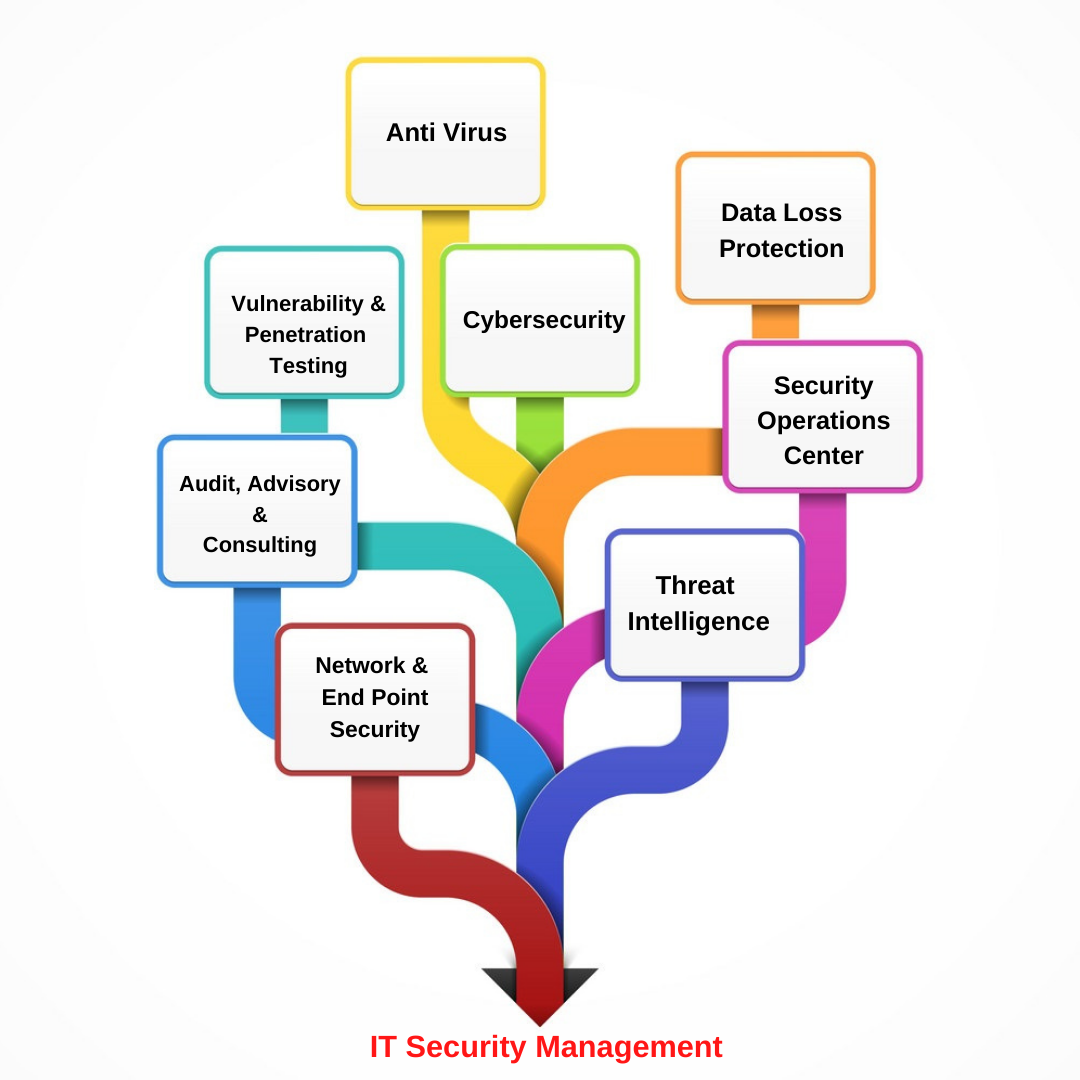 Anti Virus
Data Loss
Protection
Vulnerability &
Penetration
Testing
Cybersecurity
Security
Operations
Center
Audit, Advisory
&
Consulting
Threat
Intelligence
Network &
End Point
Security
IT Security Management